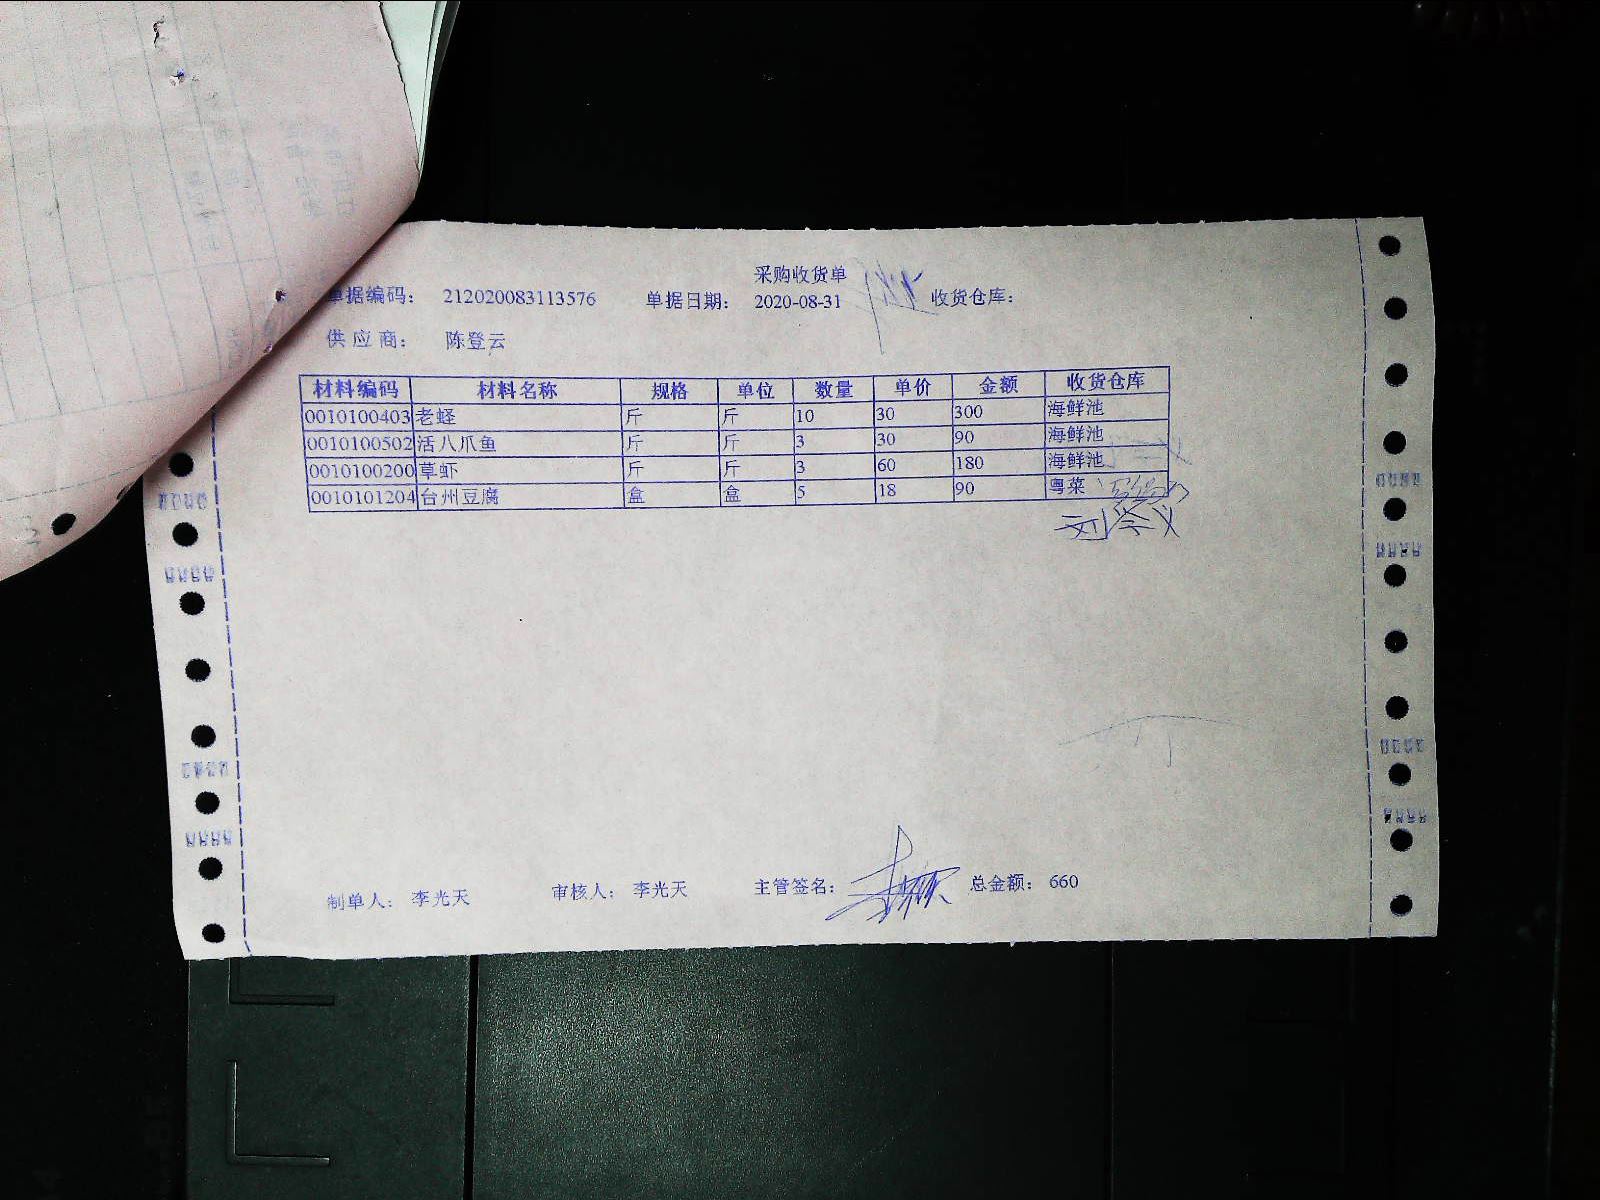 采购收货单
单据编码： 212020083113576 单据日期： 2020-08-31 收货仓库：
供应商： 陈登云
材料编码 材料名称 规格 单位 数量 单价 金额 收货仓库
0010100403 老蛏 斤 斤 10 30 300 海鲜池
0010100502 活八爪鱼 斤 斤 3 30 90 海鲜池
0010100200 草虾 斤 斤 3 60 180 海鲜池
0010101204 台州豆腐 盒 盒 5 18 90 粤菜
制单人： 李光天 审核人： 李光天 主管签名： 总金额： 660